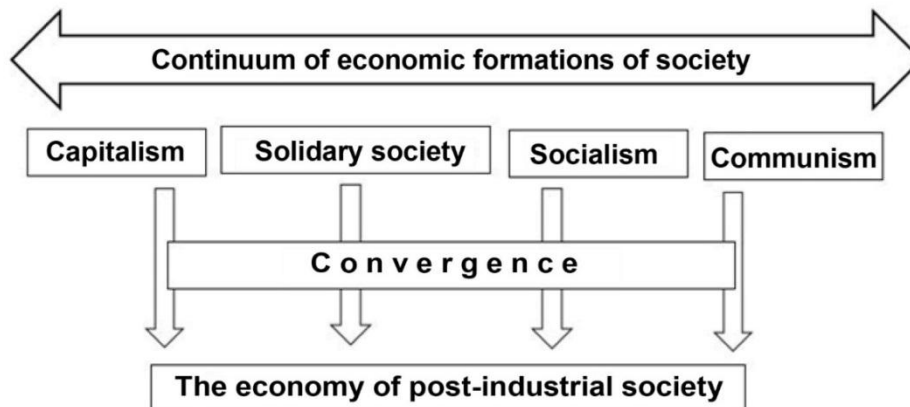 Continuum of economic formations of society
Capitalism
Solidary society
Socialism
Communism
Convergence
The economy of post-industrial society